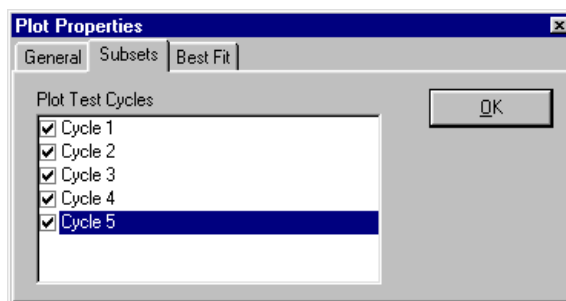 Plot Properties
General Subsets Best Fit
Plot Test Cycles
OK
Cycle 1
Cycle 2
Cycle 3
Cycle 4
Cycle 5